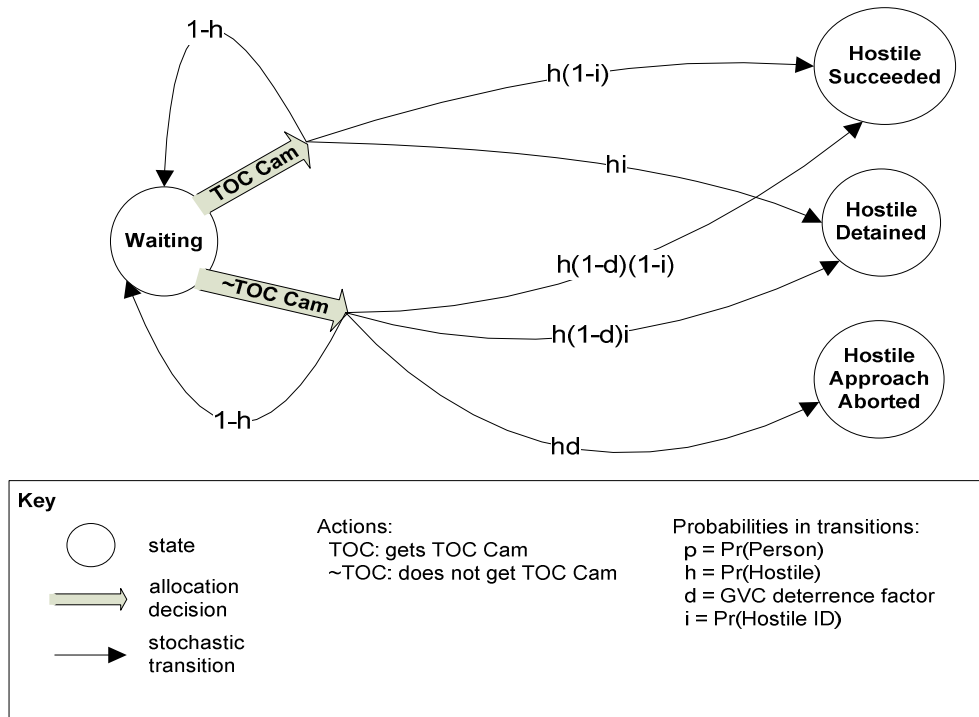 1-h
Hostile
Succeeded
h(1-i)
TOC Cam
hi
Hostile
Detained
Waiting
h(1-d)(1-i)
~TOC Cam
h(1-d)i
Hostile
Approach
Aborted
1-h
hd
Key
state
allocation
decision
stochastic
transition
Actions:
TOC: gets TOC Cam
~TOC: does not get TOC Cam
Probabilities in transitions:
p = Pr(Person)
h = Pr(Hostile)
d = GVC deterrence factor
i = Pr(Hostile ID)